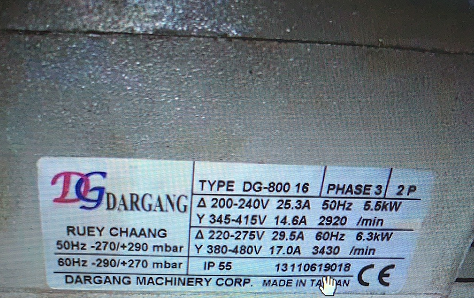 DG DARGANG
RUEY CHAANG
50Hz -270/+290 mbar
60Hz -290/+270 mbar
TYPE DG-800 16 PHASE 3 2 P
Δ 200-240V 25.3A 50Hz 5.5kW
Y 345-415V 14.6A 2920 /min
Δ 220-275V 29.5A 60Hz 6.3kW
Y 380-480V 17.0A 3430 /min
IP 55 13110619018 CE
DARGANG MACHINERY CORP. MADE IN TAIWAN